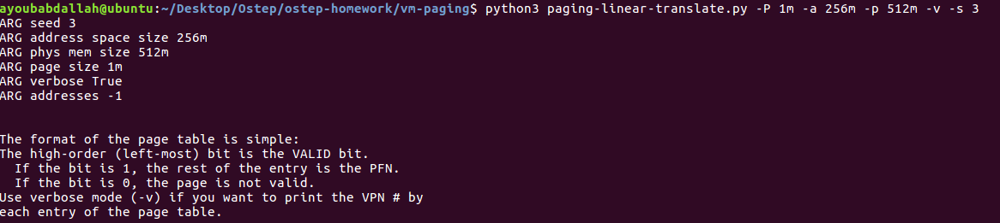 ayoubabdallah@ubuntu:~/Desktop/Ostep/ostep-homework/vm-paging$ python3 paging-linear-translate.py -P 1m -a 256m -p 512m -v -s 3
ARG seed 3
ARG address space size 256m
ARG phys mem size 512m
ARG page size 1m
ARG verbose True
ARG addresses -1
The format of the page table is simple:
The high-order (left-most) bit is the VALID bit.
  If the bit is 1, the rest of the entry is the PFN.
  If the bit is 0, the page is not valid.
Use verbose mode (-v) if you want to print the VPN # by
each entry of the page table.